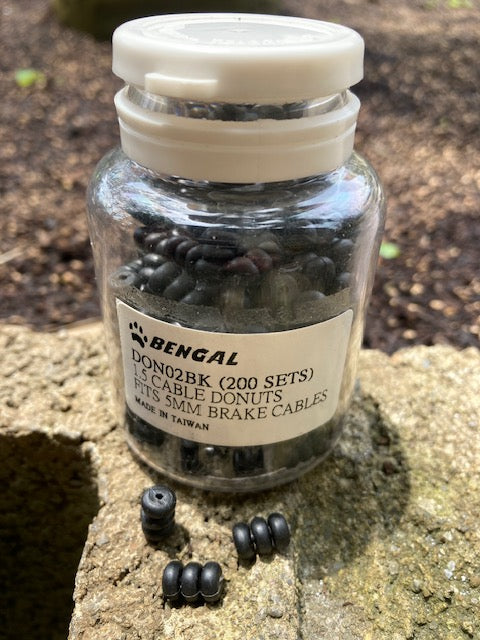 BENGAL
DON02BK (200 SETS)
1.5 CABLE DONUTS
FITS 5MM BRAKE CABLES
MADE IN TAIWAN